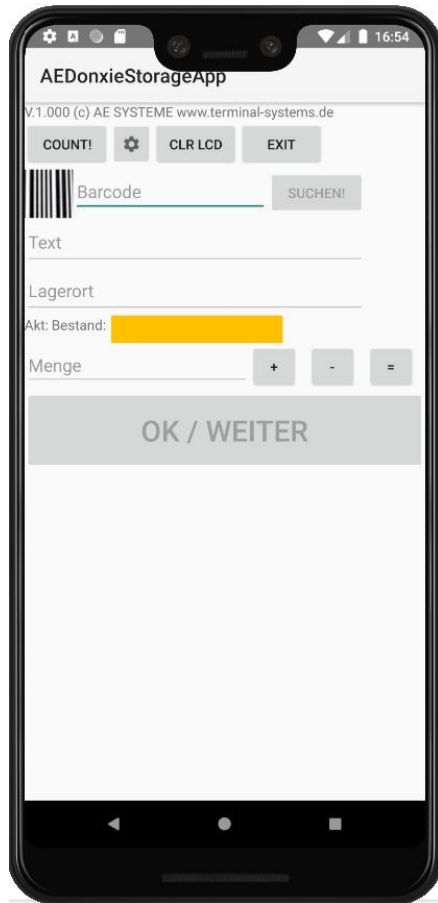 16:54
AEDonxieStorageApp
V.1.000 (c) AE SYSTEME www.terminal-systems.de
COUNT! CLR LCD EXIT
Barcode SUCHEN!
Text
Lagerort
Akt: Bestand:
Menge + - =
OK / WEITER